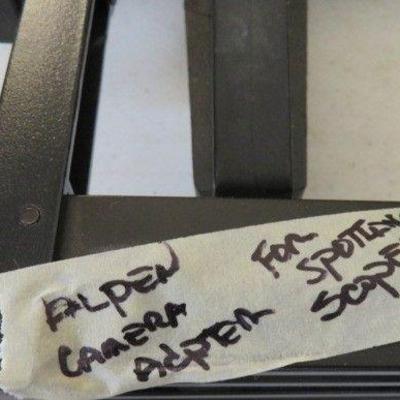 ALPEN
CAMERA
ADPTER
FOR
SPOTTING
SCOPE